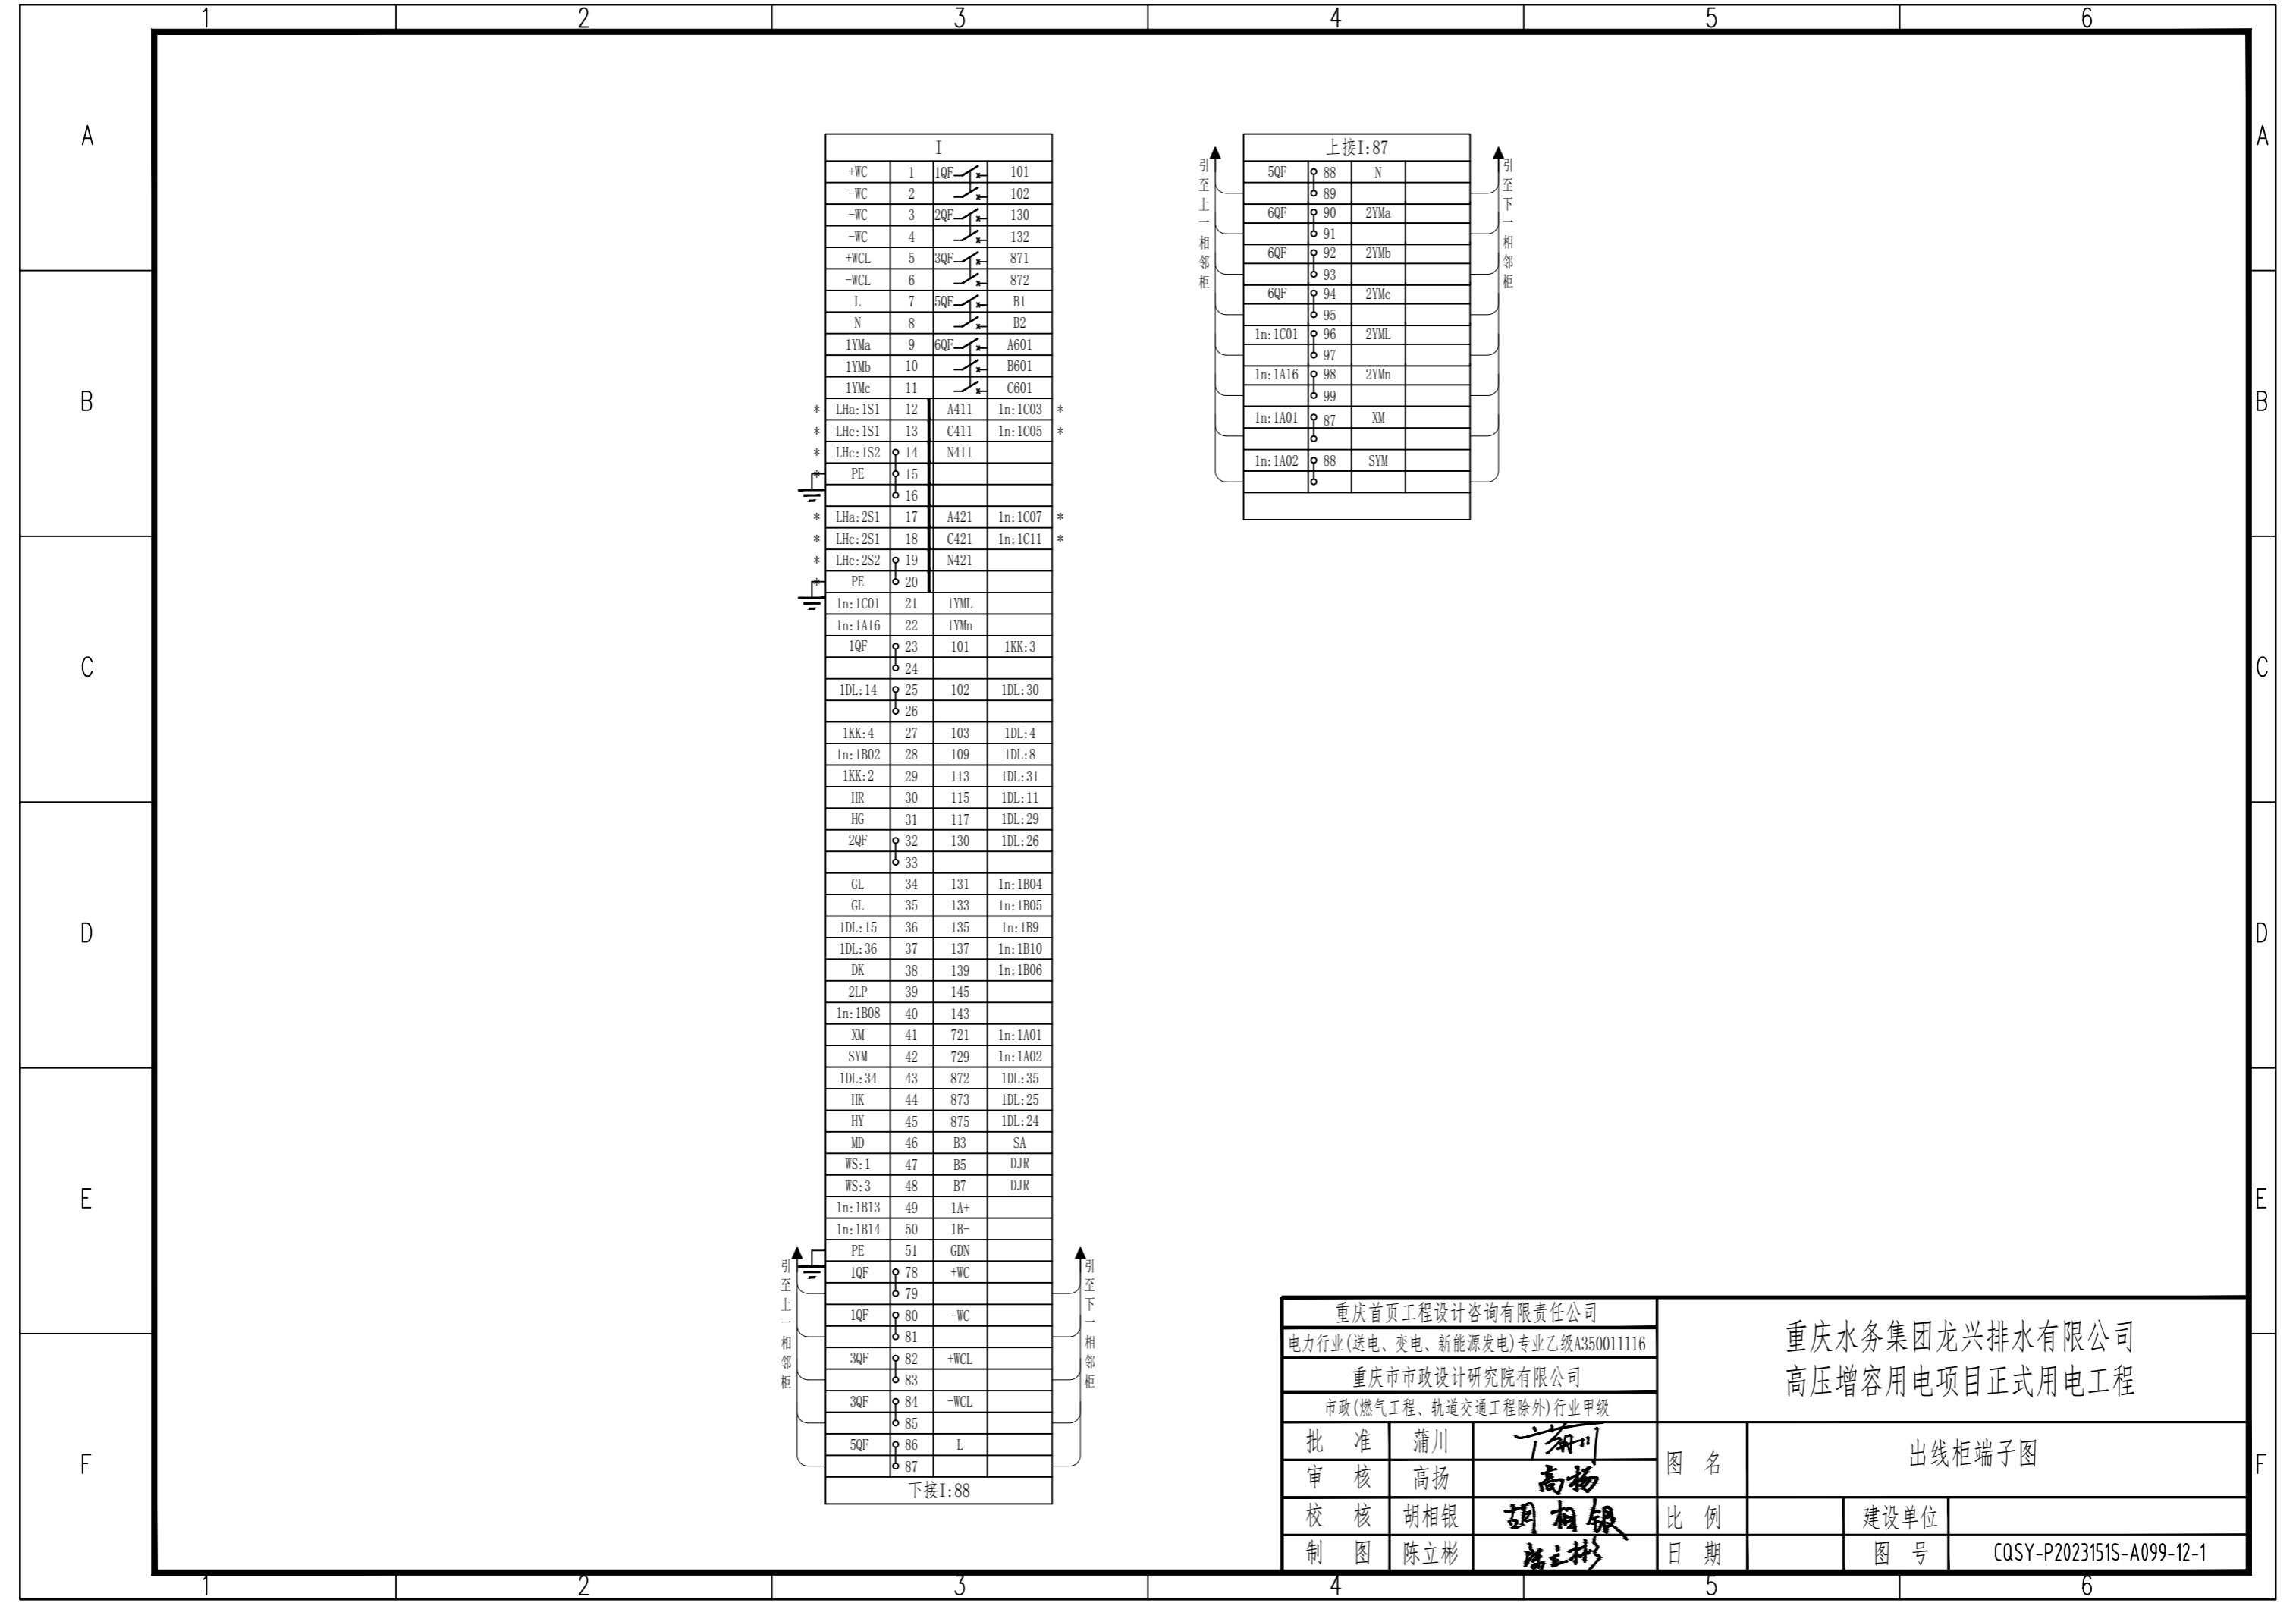 1 2 3 4 5 6
A A
B B
C C
D D
E E
F F
I
+WC 1 1QF 101
-WC 2 102
-WC 3 2QF 130
-WC 4 132
+WCL 5 3QF 871
-WCL 6 872
L 7 5QF B1
N 8 B2
1YMa 9 6QF A601
1YMb 10 B601
1YMc 11 C601
* LHa:1S1 12 A411 1n:1C03 *
* LHc:1S1 13 C411 1n:1C05 *
* LHc:1S2 14 N411
* PE 15
16
* LHa:2S1 17 A421 1n:1C07 *
* LHc:2S1 18 C421 1n:1C11 *
* LHc:2S2 19 N421
* PE 20
1n:1C01 21 1YML
1n:1A16 22 1YMn
1QF 23 101 1KK:3
24
1DL:14 25 102 1DL:30
26
1KK:4 27 103 1DL:4
1n:1B02 28 109 1DL:8
1KK:2 29 113 1DL:31
HR 30 115 1DL:11
HG 31 117 1DL:29
2QF 32 130 1DL:26
33
GL 34 131 1n:1B04
GL 35 133 1n:1B05
1DL:15 36 135 1n:1B9
1DL:36 37 137 1n:1B10
DK 38 139 1n:1B06
2LP 39 145
1n:1B08 40 143
XM 41 721 1n:1A01
SYM 42 729 1n:1A02
1DL:34 43 872 1DL:35
HK 44 873 1DL:25
HY 45 875 1DL:24
MD 46 B3 SA
WS:1 47 B5 DJR
WS:3 48 B7 DJR
1n:1B13 49 1A+
1n:1B14 50 1B-
PE 51 GDN
1QF 78 +WC
79
1QF 80 -WC
81
3QF 82 +WCL
83
3QF 84 -WCL
85
5QF 86 L
87
下接I:88
引至上一相邻柜
引至下一相邻柜
上接I:87
5QF 88 N
89
6QF 90 2YMa
91
6QF 92 2YMb
93
6QF 94 2YMc
95
1n:1C01 96 2YML
97
1n:1A16 98 2YMn
99
1n:1A01 87 XM
1n:1A02 88 SYM
引至上一相邻柜
引至下一相邻柜
重庆首页工程设计咨询有限责任公司
电力行业(送电、变电、新能源发电)专业乙级A350011116
重庆市市政设计研究院有限公司
市政(燃气工程、轨道交通工程除外)行业甲级
重庆水务集团龙兴排水有限公司
高压增容用电项目正式用电工程
批 准 蒲川 蒲川
审 核 高扬 高扬
校 核 胡相银 胡相银
制 图 陈立彬 陈立彬
图 名 出线柜端子图
比 例 建设单位
日 期 图 号 CQSY-P2023151S-A099-12-1
1 2 3 4 5 6